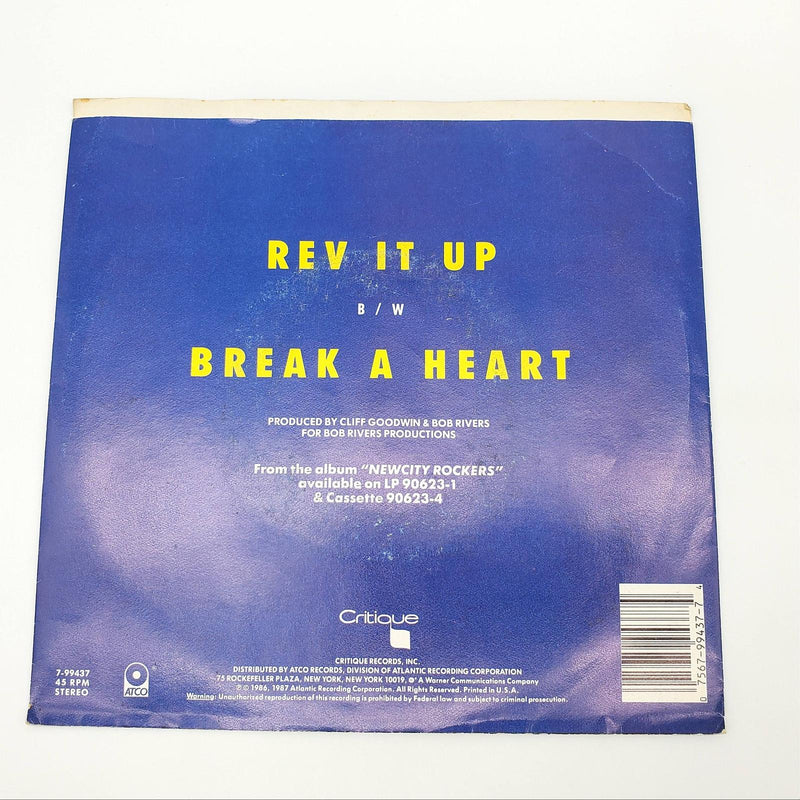 REV IT UP
B / W
BREAK A HEART
PRODUCED BY CLIFF GOODWIN & BOB RIVERS
FOR BOB RIVERS PRODUCTIONS
From the album "NEWCITY ROCKERS"
available on LP 90623-1
& Cassette 90623-4
Critique
CRITIQUE RECORDS, INC.
DISTRIBUTED BY ATCO RECORDS, DIVISION OF ATLANTIC RECORDING CORPORATION
75 ROCKEFELLER PLAZA, NEW YORK, NEW YORK 10019, ®* A Warner Communications Company
℗ © 1986, 1987 Atlantic Recording Corporation. All Rights Reserved. Printed in U.S.A.
Warning: Unauthorized reproduction of this recording is prohibited by Federal law and subject to criminal prosecution.
7-99437
45 RPM
STEREO
ATCO
0 7567-99437-7 4